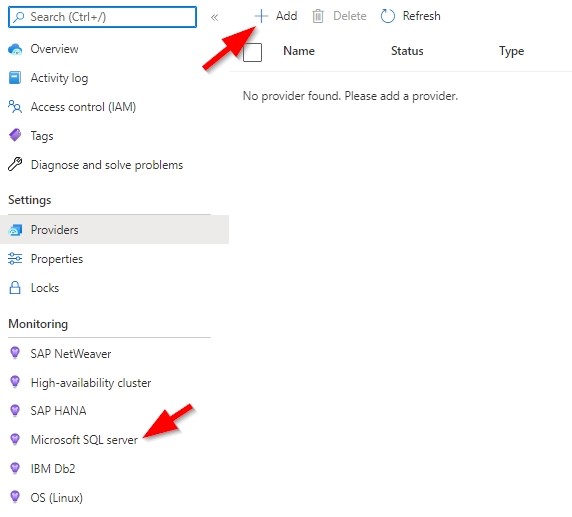 Search (Ctrl+/)
«
Overview
Activity log
Access control (IAM)
Tags
Diagnose and solve problems
Settings
Providers
Properties
Locks
Monitoring
SAP NetWeaver
High-availability cluster
SAP HANA
Microsoft SQL server
IBM Db2
OS (Linux)
Add Delete Refresh
Name Status Type
No provider found. Please add a provider.